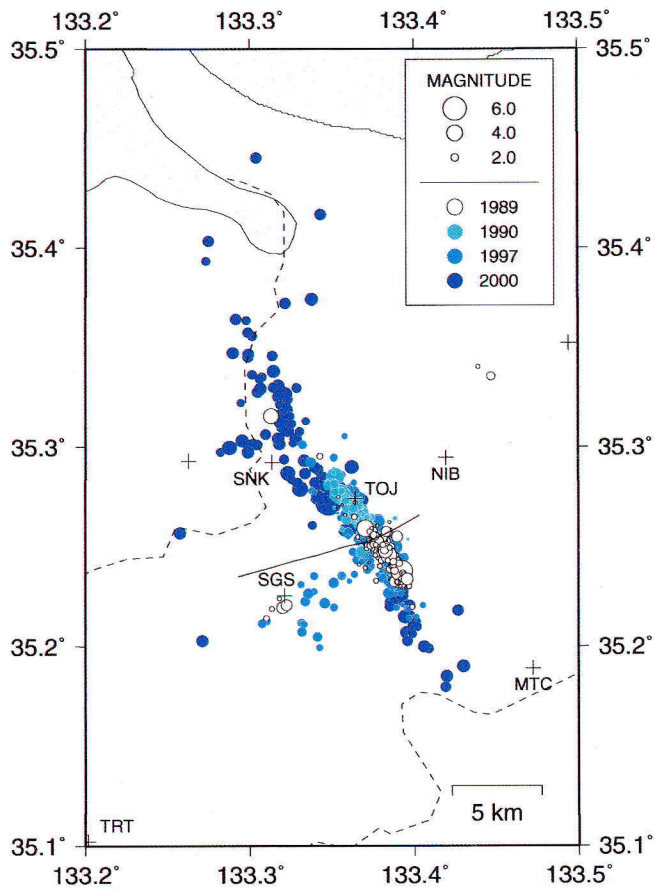 133.2 133.3 133.4 133.5
35.5° 35.5°
MAGNITUDE
6.0
4.0
2.0
1989
1990
1997
2000
35.4° 35.4°
35.3° 35.3°
SNK
NIB
TOJ
SGS
35.2° 35.2°
MTC
5 km
TRT
35.1° 35.1°
133.2° 133.3° 133.4° 133.5°